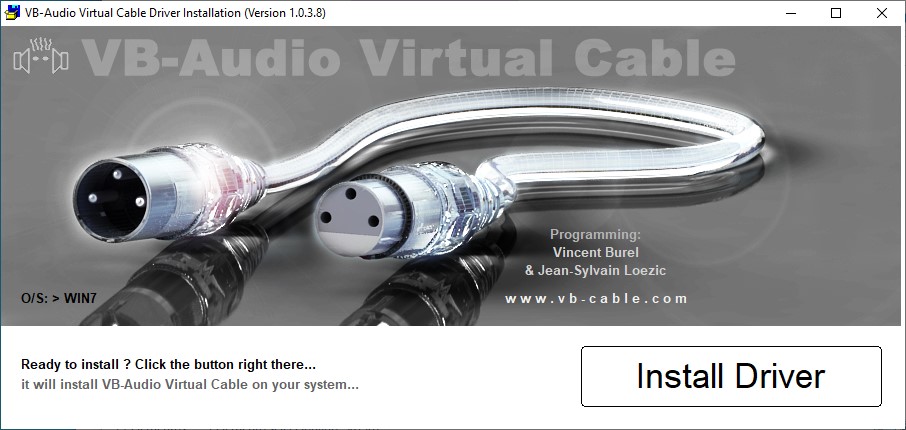 VB-Audio Virtual Cable Driver Installation (Version 1.0.3.8)
VB-Audio Virtual Cable
Programming:
Vincent Burel
& Jean-Sylvain Loezic
O/S: > WIN7
www.vb-cable.com
Ready to install ? Click the button right there...
it will install VB-Audio Virtual Cable on your system...
Install Driver